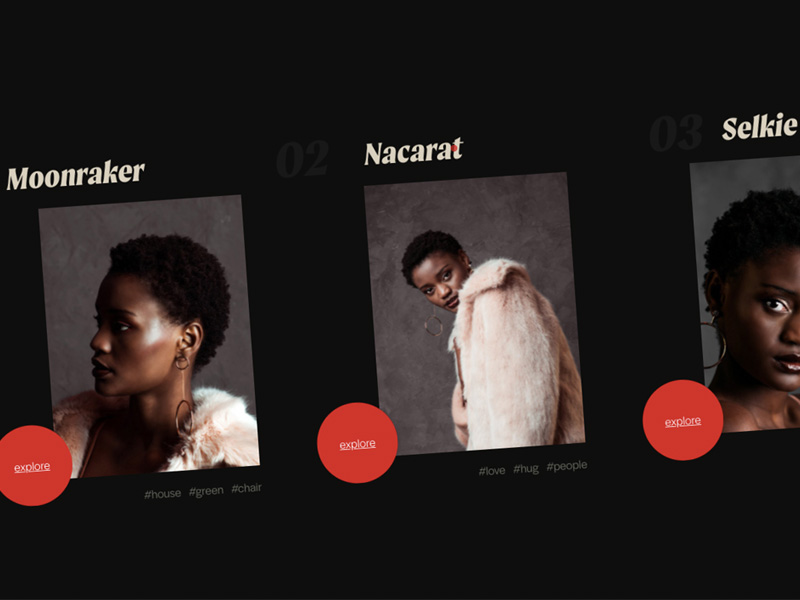 Moonraker
explore
#house #green #chair
02
Nacarat
explore
#love #hug #people
03
Selkie
explore